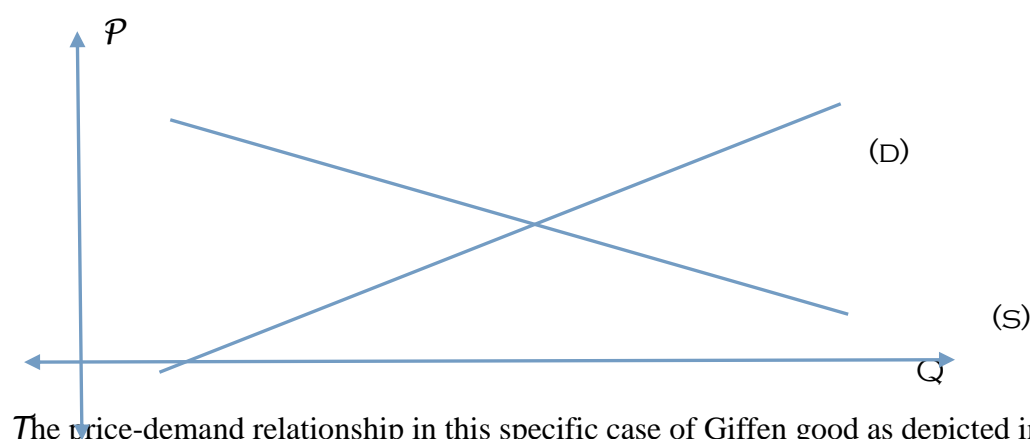 P
(D)
(S)
Q
The price-demand relationship in this specific case of Giffen good as depicted i